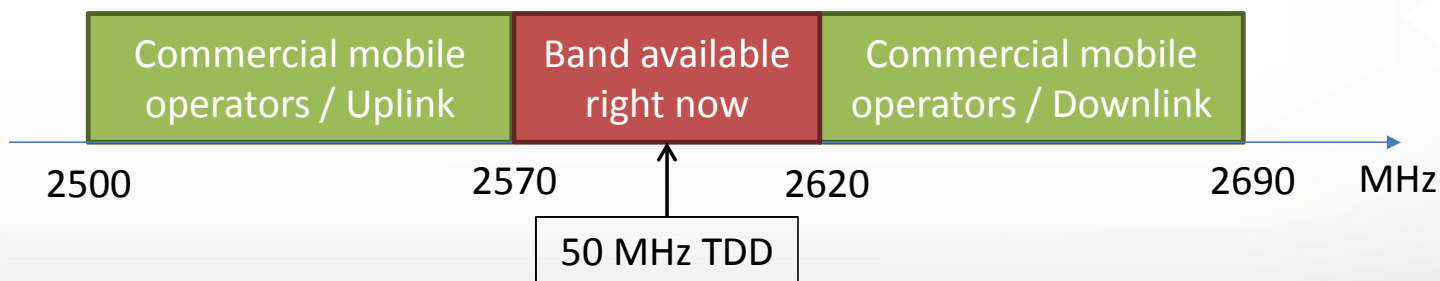 Commercial mobile
operators / Uplink
Band available
right now
Commercial mobile
operators / Downlink
2500
2570
2620
2690
MHz
50 MHz TDD